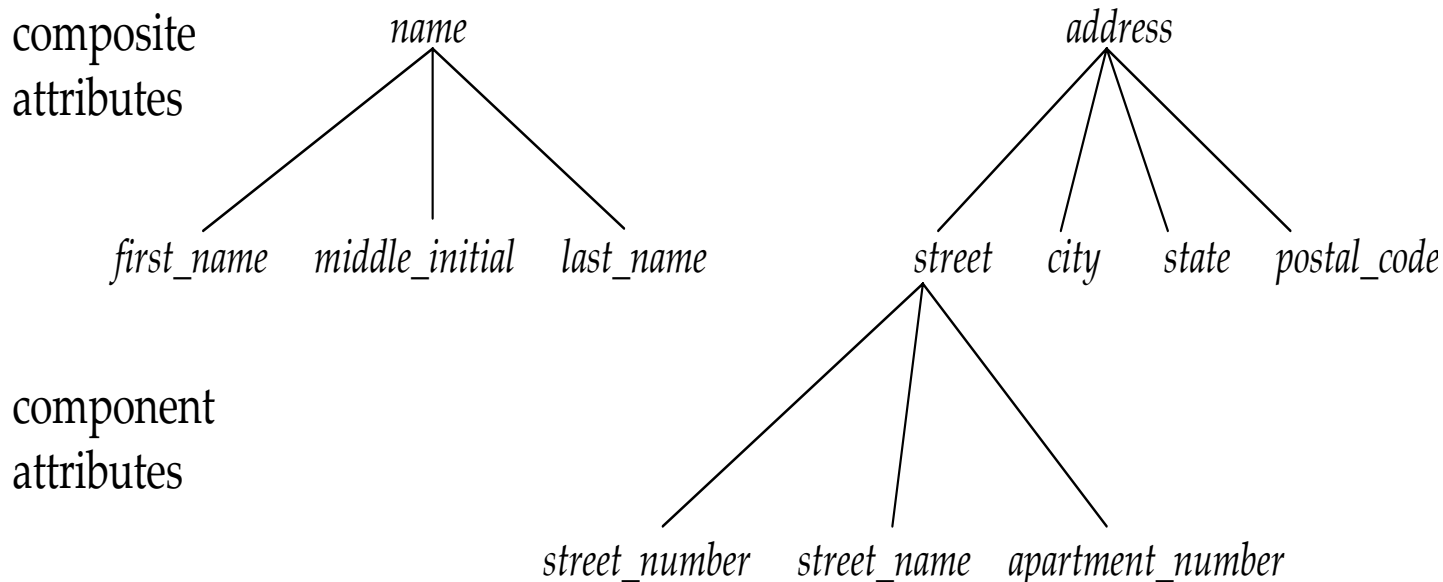 composite
attributes
name
address
first_name middle_initial last_name
street city state postal_code
component
attributes
street_number street_name apartment_number